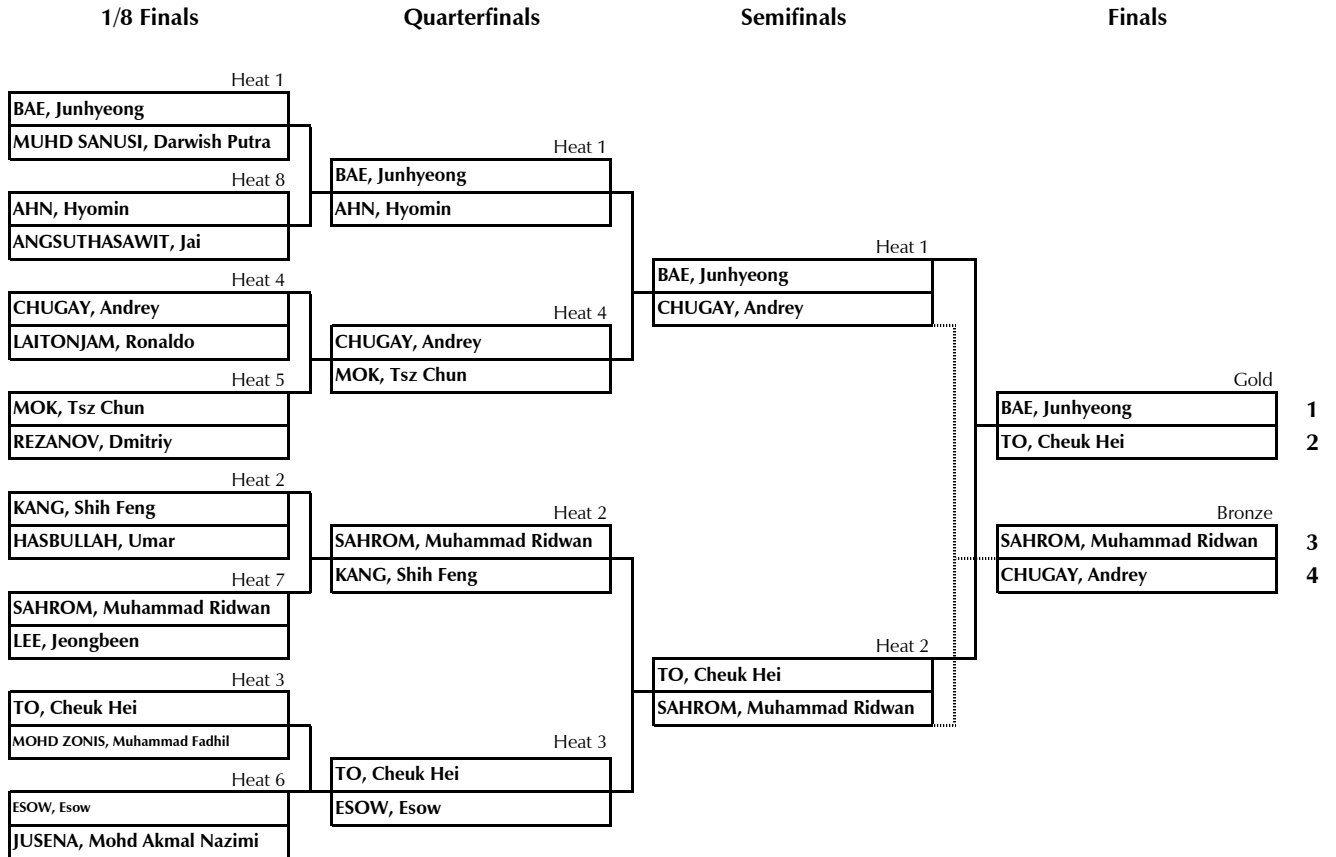 1/8 Finals
Quarterfinals
Semifinals
Finals
Heat 1
BAE, Junhyeong
MUHD SANUSI, Darwish Putra
Heat 8
AHN, Hyomin
ANGSUTHASAWIT, Jai
Heat 4
CHUGAY, Andrey
LAITONJAM, Ronaldo
Heat 5
MOK, Tsz Chun
REZANOV, Dmitriy
Heat 2
KANG, Shih Feng
HASBULLAH, Umar
Heat 7
SAHROM, Muhammad Ridwan
LEE, Jeongbeen
Heat 3
TO, Cheuk Hei
MOHD ZONIS, Muhammad Fadhil
Heat 6
ESOW, Esow
JUSENA, Mohd Akmal Nazimi
Heat 1
BAE, Junhyeong
AHN, Hyomin
Heat 4
CHUGAY, Andrey
MOK, Tsz Chun
Heat 2
SAHROM, Muhammad Ridwan
KANG, Shih Feng
Heat 3
TO, Cheuk Hei
ESOW, Esow
Heat 1
BAE, Junhyeong
CHUGAY, Andrey
Heat 2
TO, Cheuk Hei
SAHROM, Muhammad Ridwan
Gold
BAE, Junhyeong 1
TO, Cheuk Hei 2
Bronze
SAHROM, Muhammad Ridwan 3
CHUGAY, Andrey 4